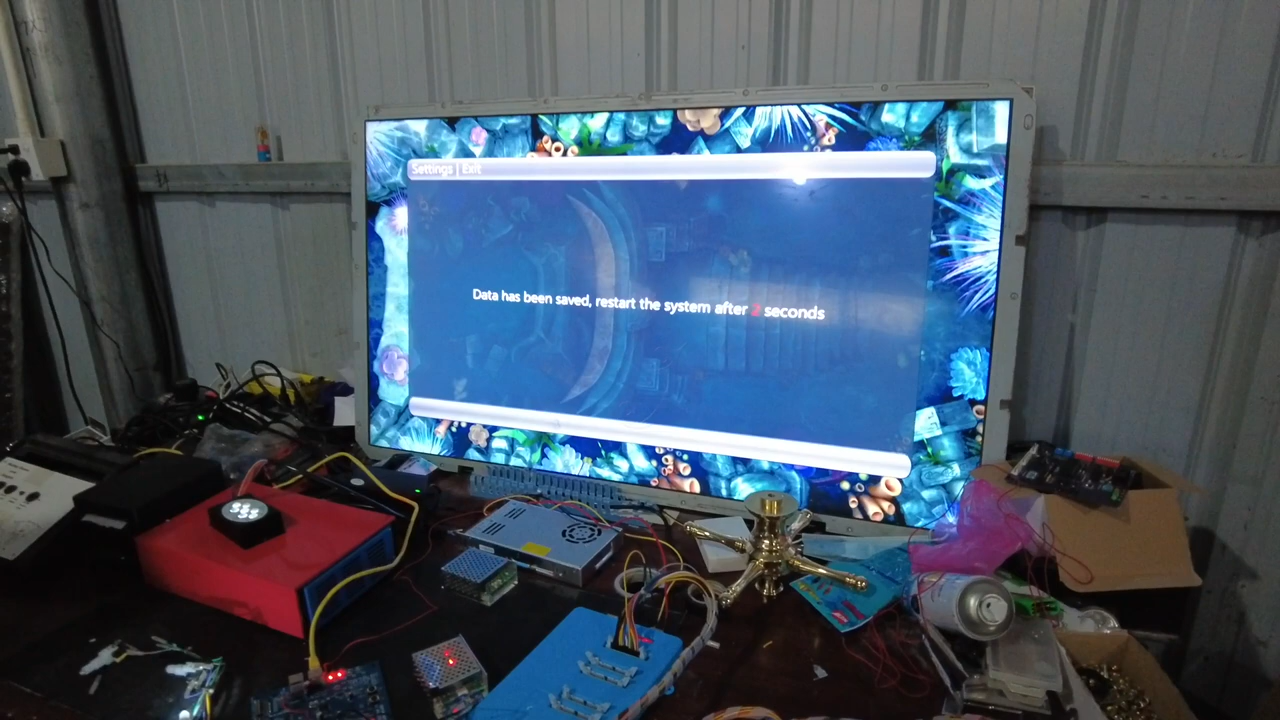 Settings | Exit
Data has been saved, restart the system after 2 seconds